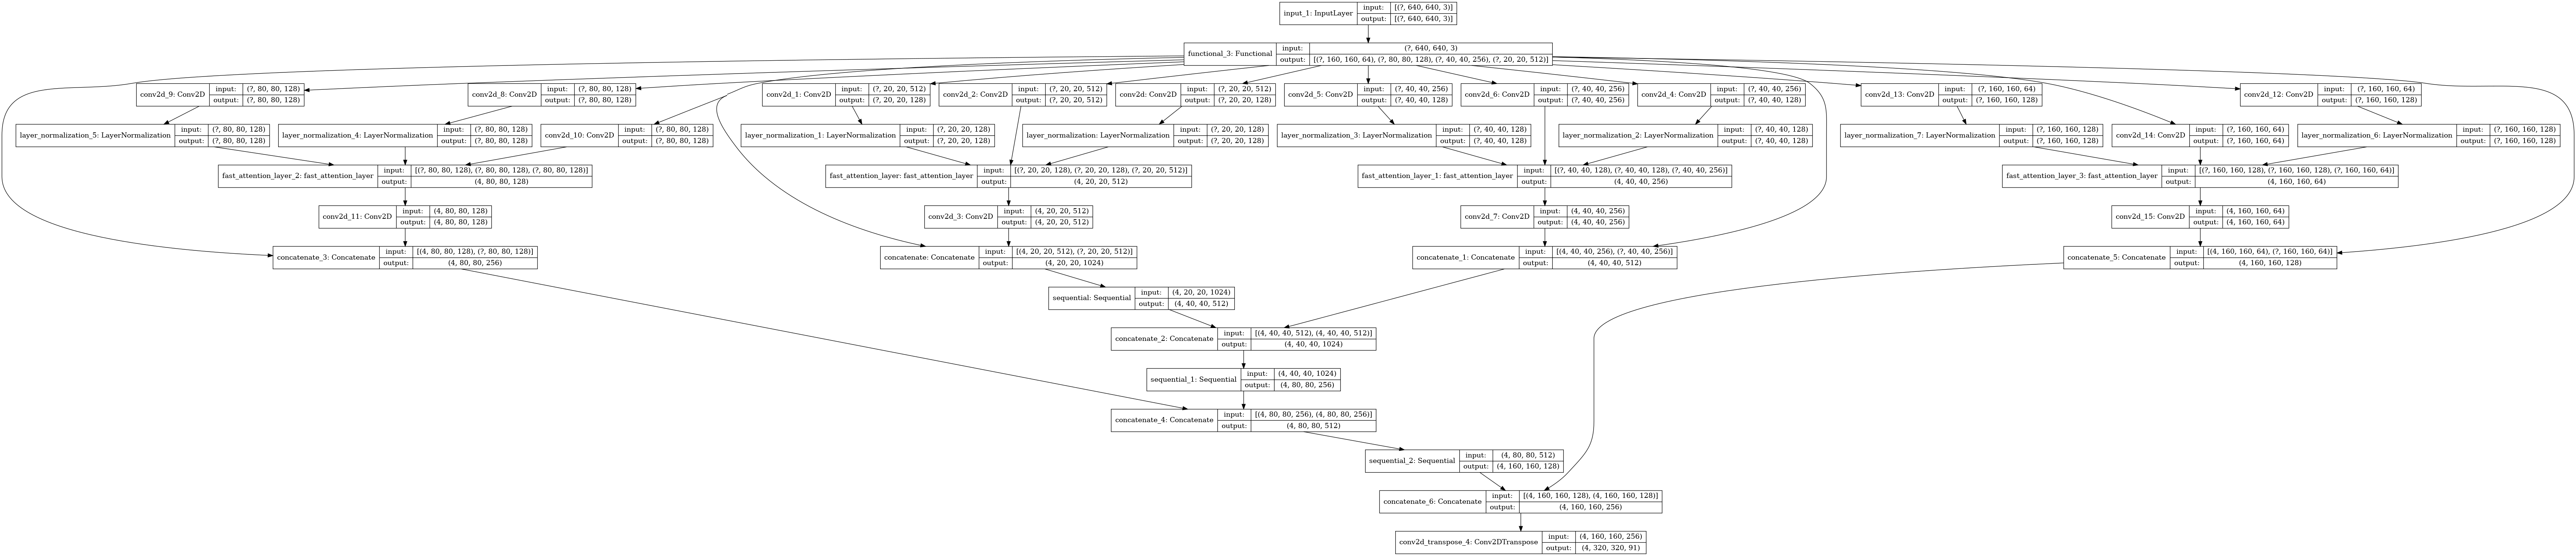 input_1: InputLayer
input: [(?, 640, 640, 3)]
output: [(?, 640, 640, 3)]
functional_3: Functional
input: (?, 640, 640, 3)
output: [(?, 160, 160, 64), (?, 80, 80, 128), (?, 40, 40, 256), (?, 20, 20, 512)]
conv2d_9: Conv2D
input: (?, 80, 80, 128)
output: (?, 80, 80, 128)
conv2d_8: Conv2D
input: (?, 80, 80, 128)
output: (?, 80, 80, 128)
conv2d_1: Conv2D
input: (?, 20, 20, 512)
output: (?, 20, 20, 128)
conv2d_2: Conv2D
input: (?, 20, 20, 512)
output: (?, 20, 20, 512)
conv2d: Conv2D
input: (?, 20, 20, 512)
output: (?, 20, 20, 128)
conv2d_5: Conv2D
input: (?, 40, 40, 256)
output: (?, 40, 40, 128)
conv2d_6: Conv2D
input: (?, 40, 40, 256)
output: (?, 40, 40, 256)
conv2d_4: Conv2D
input: (?, 40, 40, 256)
output: (?, 40, 40, 128)
conv2d_13: Conv2D
input: (?, 160, 160, 64)
output: (?, 160, 160, 128)
conv2d_12: Conv2D
input: (?, 160, 160, 64)
output: (?, 160, 160, 128)
layer_normalization_5: LayerNormalization
input: (?, 80, 80, 128)
output: (?, 80, 80, 128)
layer_normalization_4: LayerNormalization
input: (?, 80, 80, 128)
output: (?, 80, 80, 128)
conv2d_10: Conv2D
input: (?, 80, 80, 128)
output: (?, 80, 80, 128)
layer_normalization_1: LayerNormalization
input: (?, 20, 20, 128)
output: (?, 20, 20, 128)
layer_normalization: LayerNormalization
input: (?, 20, 20, 128)
output: (?, 20, 20, 128)
layer_normalization_3: LayerNormalization
input: (?, 40, 40, 128)
output: (?, 40, 40, 128)
layer_normalization_2: LayerNormalization
input: (?, 40, 40, 128)
output: (?, 40, 40, 128)
layer_normalization_7: LayerNormalization
input: (?, 160, 160, 128)
output: (?, 160, 160, 128)
conv2d_14: Conv2D
input: (?, 160, 160, 64)
output: (?, 160, 160, 64)
layer_normalization_6: LayerNormalization
input: (?, 160, 160, 128)
output: (?, 160, 160, 128)
fast_attention_layer_2: fast_attention_layer
input: [(?, 80, 80, 128), (?, 80, 80, 128), (?, 80, 80, 128)]
output: (4, 80, 80, 128)
fast_attention_layer: fast_attention_layer
input: [(?, 20, 20, 128), (?, 20, 20, 128), (?, 20, 20, 512)]
output: (4, 20, 20, 512)
fast_attention_layer_1: fast_attention_layer
input: [(?, 40, 40, 128), (?, 40, 40, 128), (?, 40, 40, 256)]
output: (4, 40, 40, 256)
fast_attention_layer_3: fast_attention_layer
input: [(?, 160, 160, 128), (?, 160, 160, 128), (?, 160, 160, 64)]
output: (4, 160, 160, 64)
conv2d_11: Conv2D
input: (4, 80, 80, 128)
output: (4, 80, 80, 128)
conv2d_3: Conv2D
input: (4, 20, 20, 512)
output: (4, 20, 20, 512)
conv2d_7: Conv2D
input: (4, 40, 40, 256)
output: (4, 40, 40, 256)
conv2d_15: Conv2D
input: (4, 160, 160, 64)
output: (4, 160, 160, 64)
concatenate_3: Concatenate
input: [(4, 80, 80, 128), (?, 80, 80, 128)]
output: (4, 80, 80, 256)
concatenate: Concatenate
input: [(4, 20, 20, 512), (?, 20, 20, 512)]
output: (4, 20, 20, 1024)
concatenate_1: Concatenate
input: [(4, 40, 40, 256), (?, 40, 40, 256)]
output: (4, 40, 40, 512)
concatenate_5: Concatenate
input: [(4, 160, 160, 64), (?, 160, 160, 64)]
output: (4, 160, 160, 128)
sequential: Sequential
input: (4, 20, 20, 1024)
output: (4, 40, 40, 512)
concatenate_2: Concatenate
input: [(4, 40, 40, 512), (4, 40, 40, 512)]
output: (4, 40, 40, 1024)
sequential_1: Sequential
input: (4, 40, 40, 1024)
output: (4, 80, 80, 256)
concatenate_4: Concatenate
input: [(4, 80, 80, 256), (4, 80, 80, 256)]
output: (4, 80, 80, 512)
sequential_2: Sequential
input: (4, 80, 80, 512)
output: (4, 160, 160, 128)
concatenate_6: Concatenate
input: [(4, 160, 160, 128), (4, 160, 160, 128)]
output: (4, 160, 160, 256)
conv2d_transpose_4: Conv2DTranspose
input: (4, 160, 160, 256)
output: (4, 320, 320, 91)